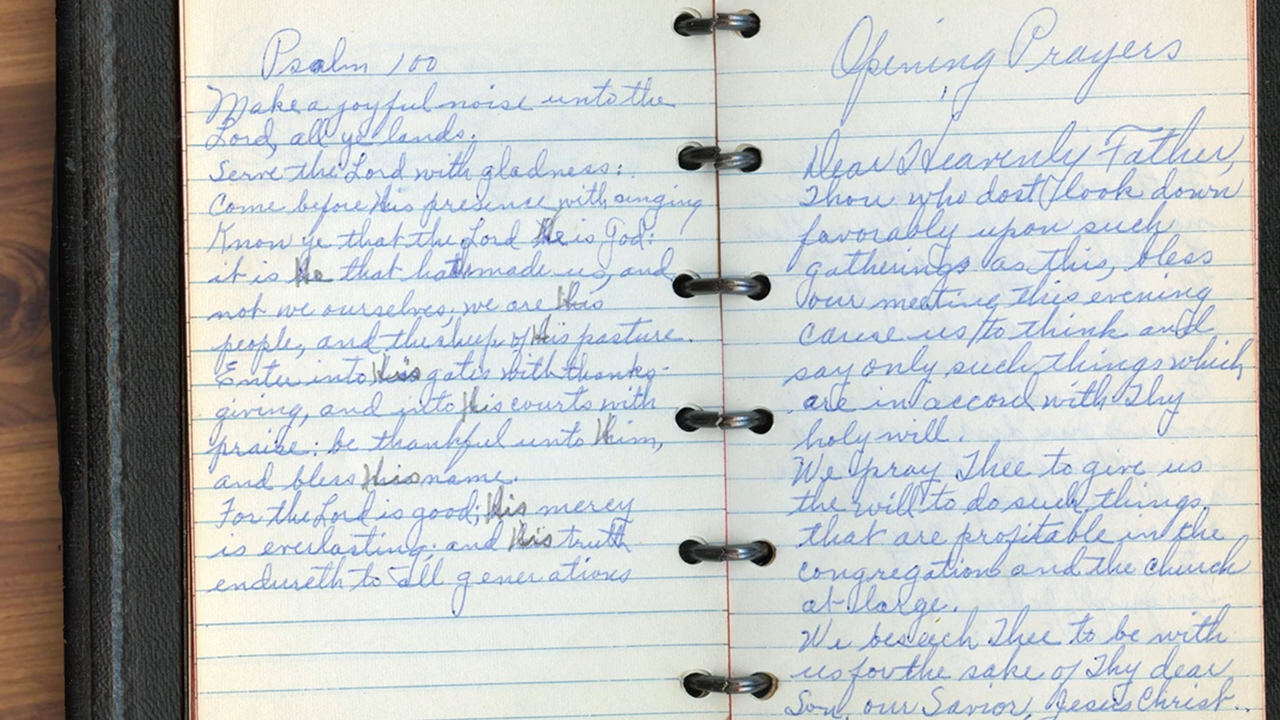 Psalm 100
Make a joyful noise unto the
Lord, all ye lands.
Serve the Lord with gladness:
Come before His presence with singing
Know ye that the Lord He is God:
it is He that hath made us, and
not we ourselves; we are His
people, and the sheep of His pasture.
Enter into His gates with thanks-
giving, and into His courts with
praise: be thankful unto Him,
and bless His name.
For the Lord is good; His mercy
is everlasting; and His truth
endureth to all generations
Opening Prayers
Dear Heavenly Father,
Thou who dost look down
favorably upon such
gatherings as this, bless
our meeting this evening
cause us to think and
say only such things which
are in accord with Thy
holy will.
We pray Thee to give us
the will to do such things
that are profitable in the
congregation and the church
at large.
We beseech Thee to be with
us for the sake of Thy dear
Son, our Savior, Jesus Christ..